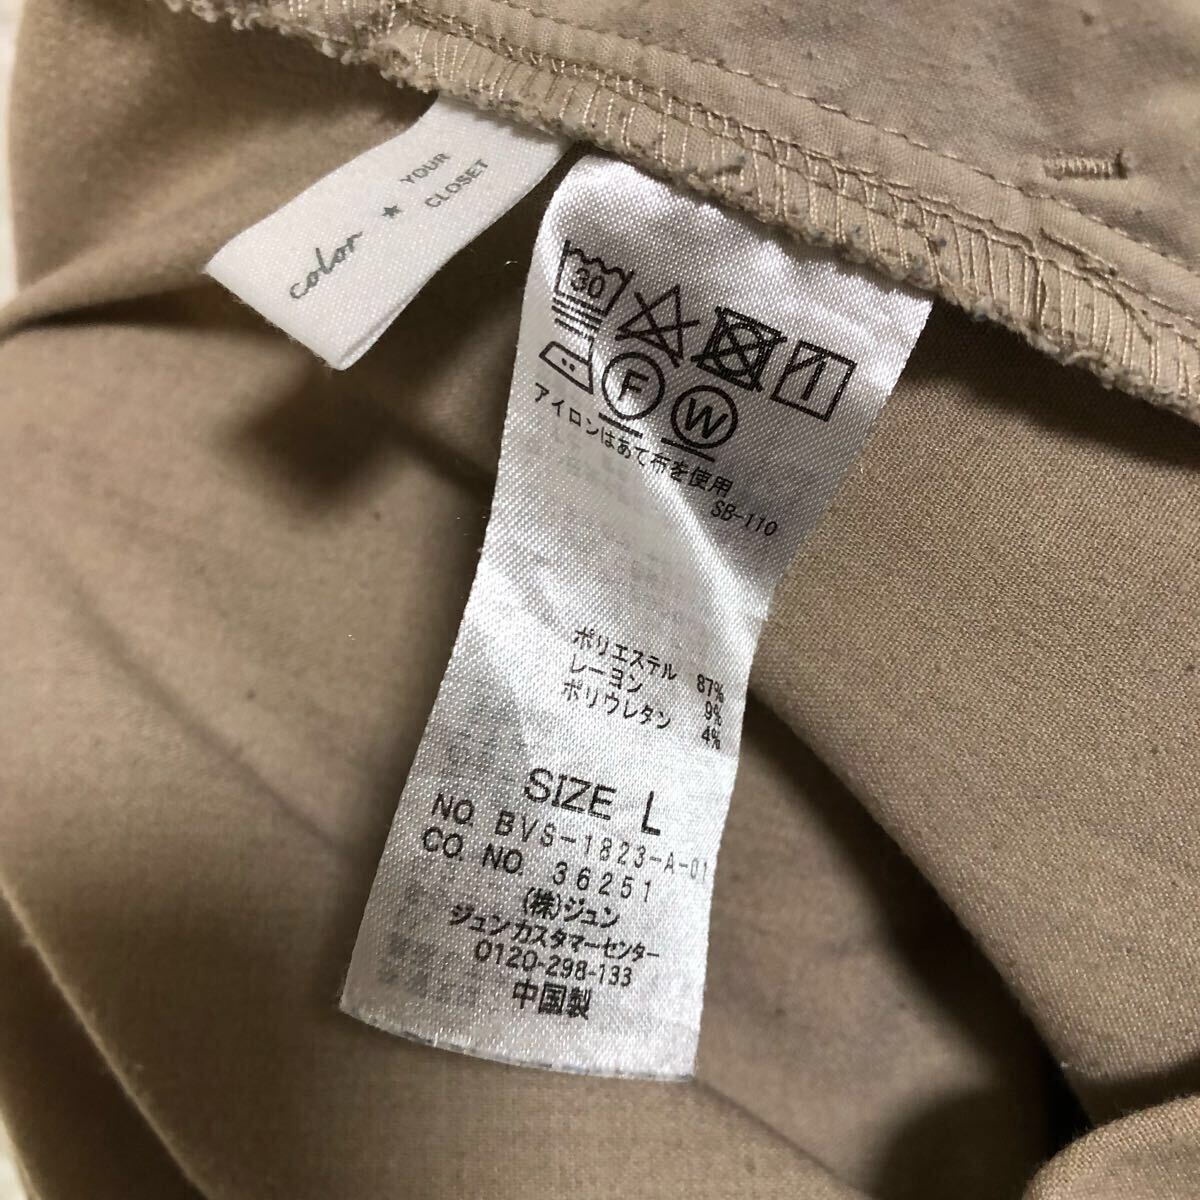 color ★ YOUR CLOSET
30
F W
アイロンはあて布を使用
SB-110
ポリエステル 87%
レーヨン 9%
ポリウレタン 4%
SIZE L
NO. BVS-1823-A-01
CO. NO. 36251
(株)ジュン
ジュンカスタマーセンター
0120-298-133
中国製